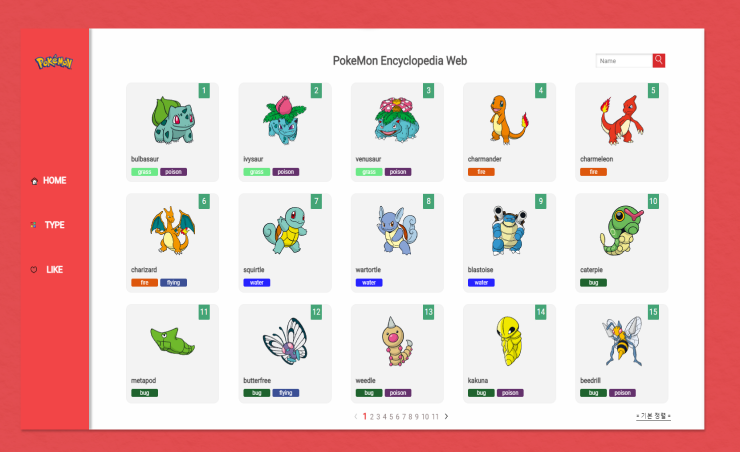 PokéMon
PokeMon Encyclopedia Web
Name
HOME
TYPE
LIKE
1
bulbasaur
grass poison
2
ivysaur
grass poison
3
venusaur
grass poison
4
charmander
fire
5
charmeleon
fire
6
charizard
fire flying
7
squirtle
water
8
wartortle
water
9
blastoise
water
10
caterpie
bug
11
metapod
bug
12
butterfree
bug flying
13
weedle
bug poison
14
kakuna
bug poison
15
beedrill
bug poison
‹ 1 2 3 4 5 6 7 8 9 10 11 ›
기본 정렬